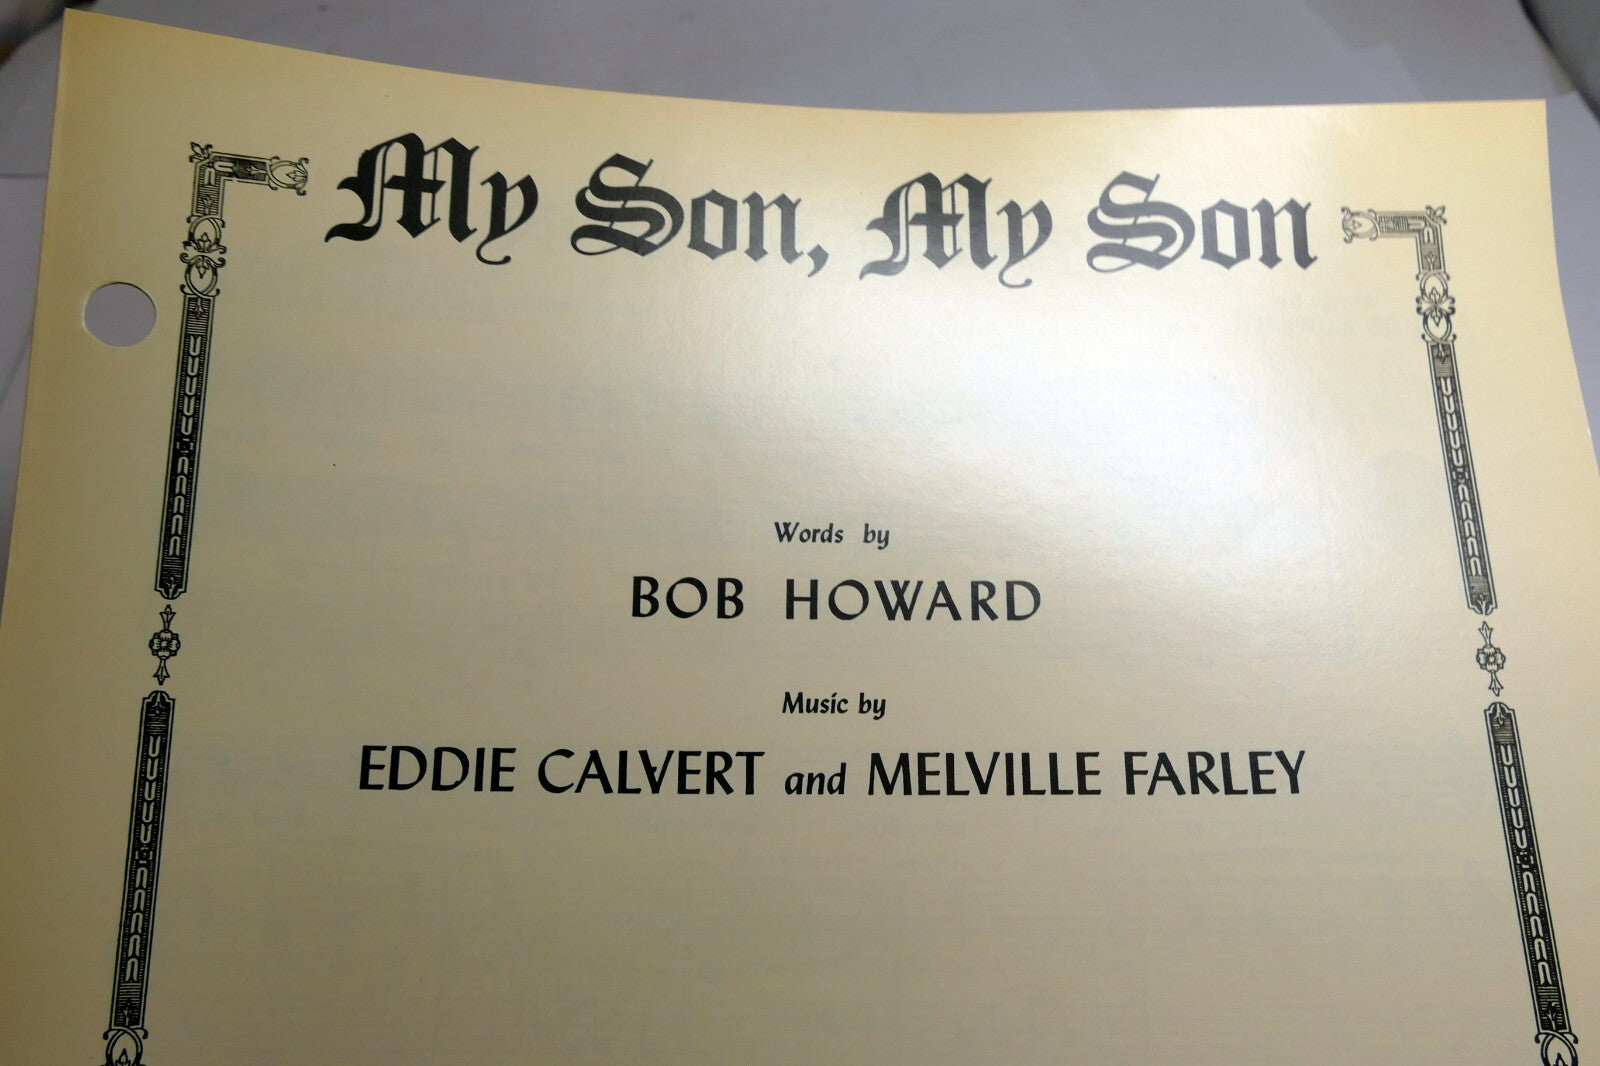 My Son, My Son
Words by
BOB HOWARD
Music by
EDDIE CALVERT and MELVILLE FARLEY